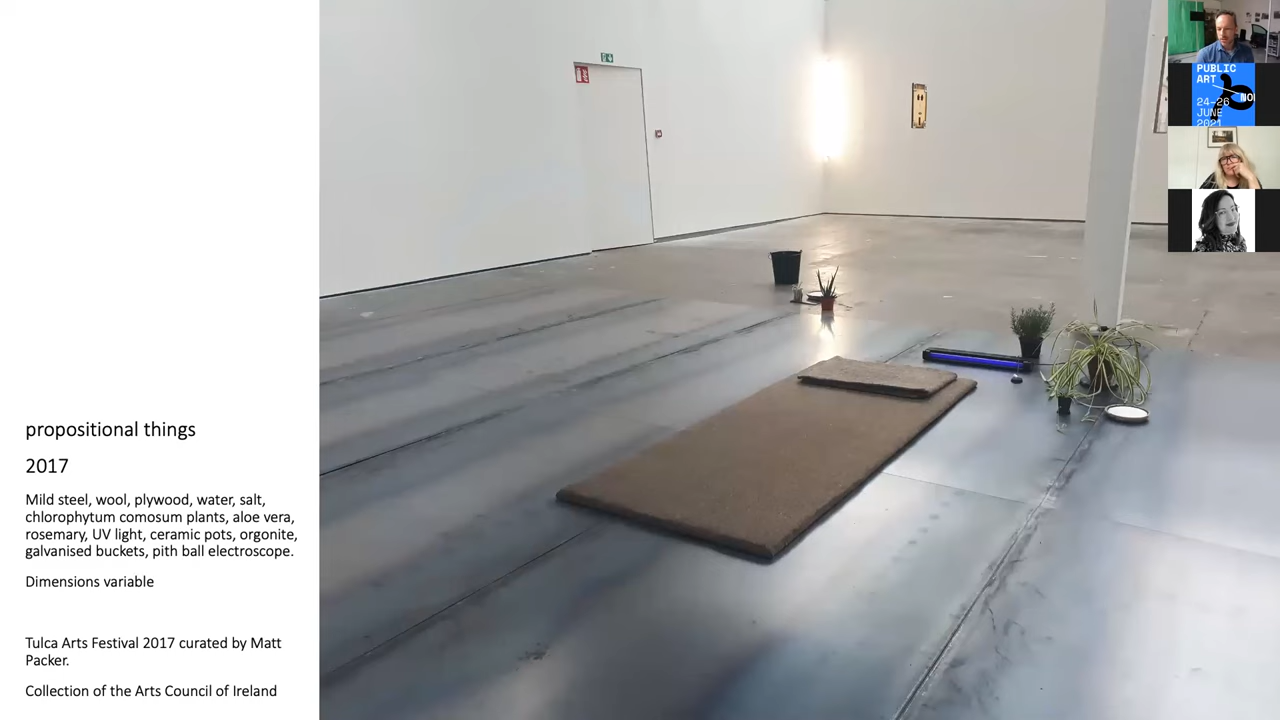 propositional things
2017
Mild steel, wool, plywood, water, salt,
chlorophytum comosum plants, aloe vera,
rosemary, UV light, ceramic pots, orgonite,
galvanised buckets, pith ball electroscope.
Dimensions variable
Tulca Arts Festival 2017 curated by Matt
Packer.
Collection of the Arts Council of Ireland
PUBLIC
ART
NO
24–26
JUNE
2021